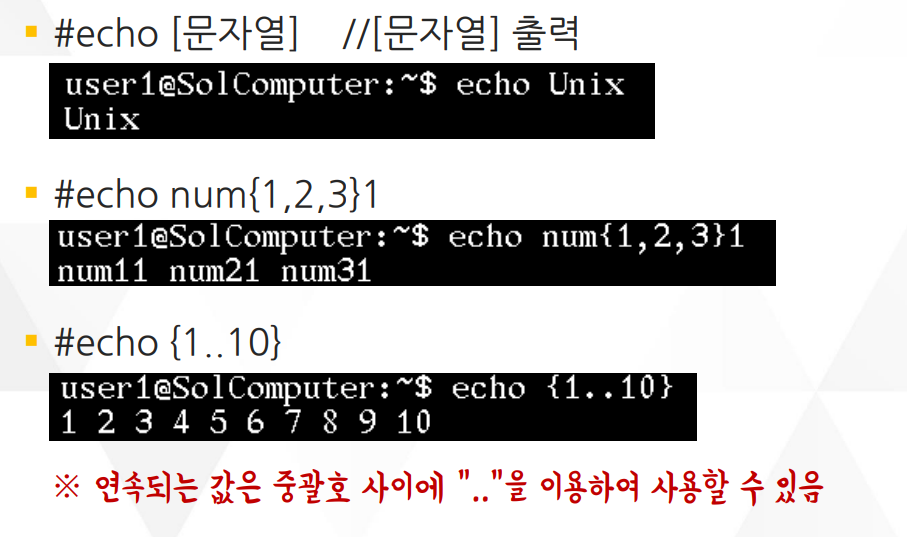 #echo [문자열] //[문자열] 출력
user1@SolComputer:~$ echo Unix
Unix
#echo num{1,2,3}1
user1@SolComputer:~$ echo num{1,2,3}1
num11 num21 num31
#echo {1..10}
user1@SolComputer:~$ echo {1..10}
1 2 3 4 5 6 7 8 9 10
※ 연속되는 값은 중괄호 사이에 ".."을 이용하여 사용할 수 있음